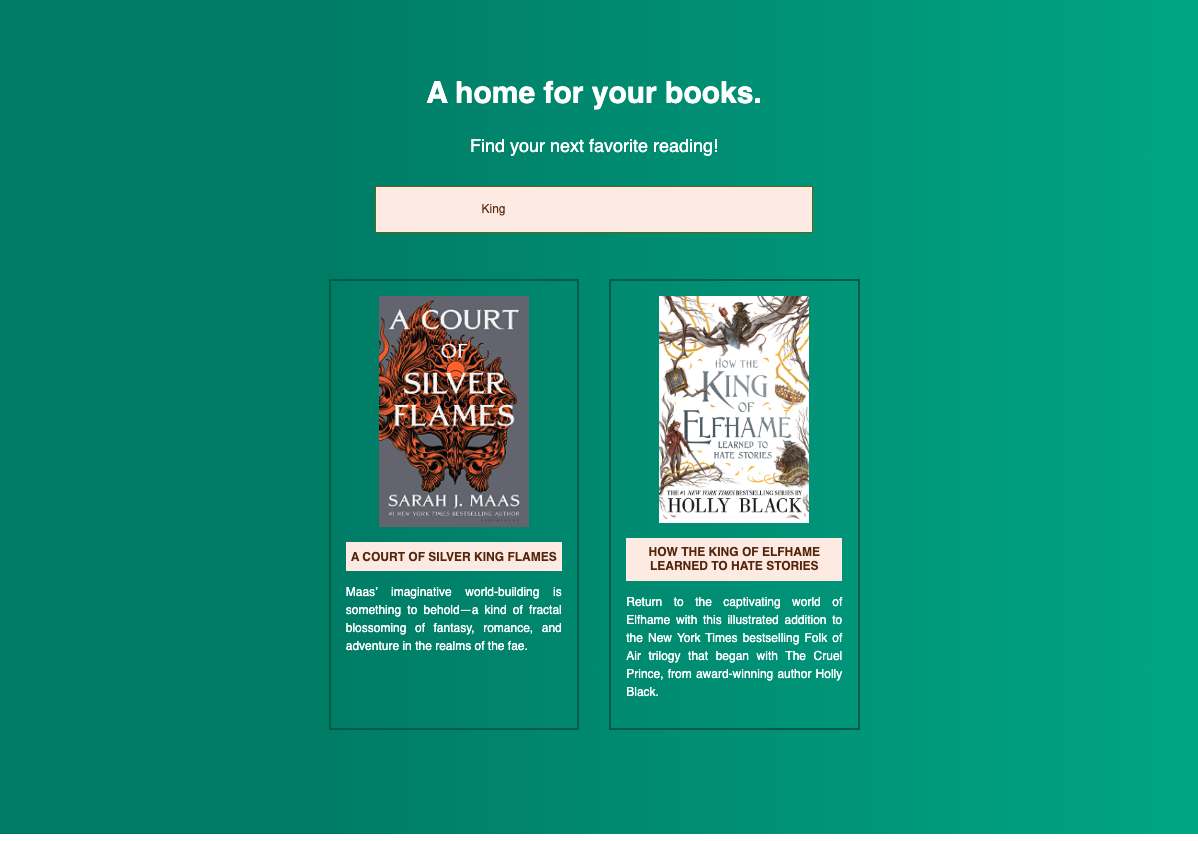 A home for your books.
Find your next favorite reading!
King
A COURT
OF
SILVER
FLAMES
SARAH J. MAAS
#1 NEW YORK TIMES BESTSELLING AUTHOR
A COURT OF SILVER KING FLAMES
Maas' imaginative world-building is
something to behold—a kind of fractal
blossoming of fantasy, romance, and
adventure in the realms of the fae.
HOW THE
KING
OF
ELFHAME
LEARNED TO
HATE STORIES
THE #1 NEW YORK TIMES BESTSELLING SERIES BY
HOLLY BLACK
HOW THE KING OF ELFHAME
LEARNED TO HATE STORIES
Return to the captivating world of
Elfhame with this illustrated addition to
the New York Times bestselling Folk of
Air trilogy that began with The Cruel
Prince, from award-winning author Holly
Black.